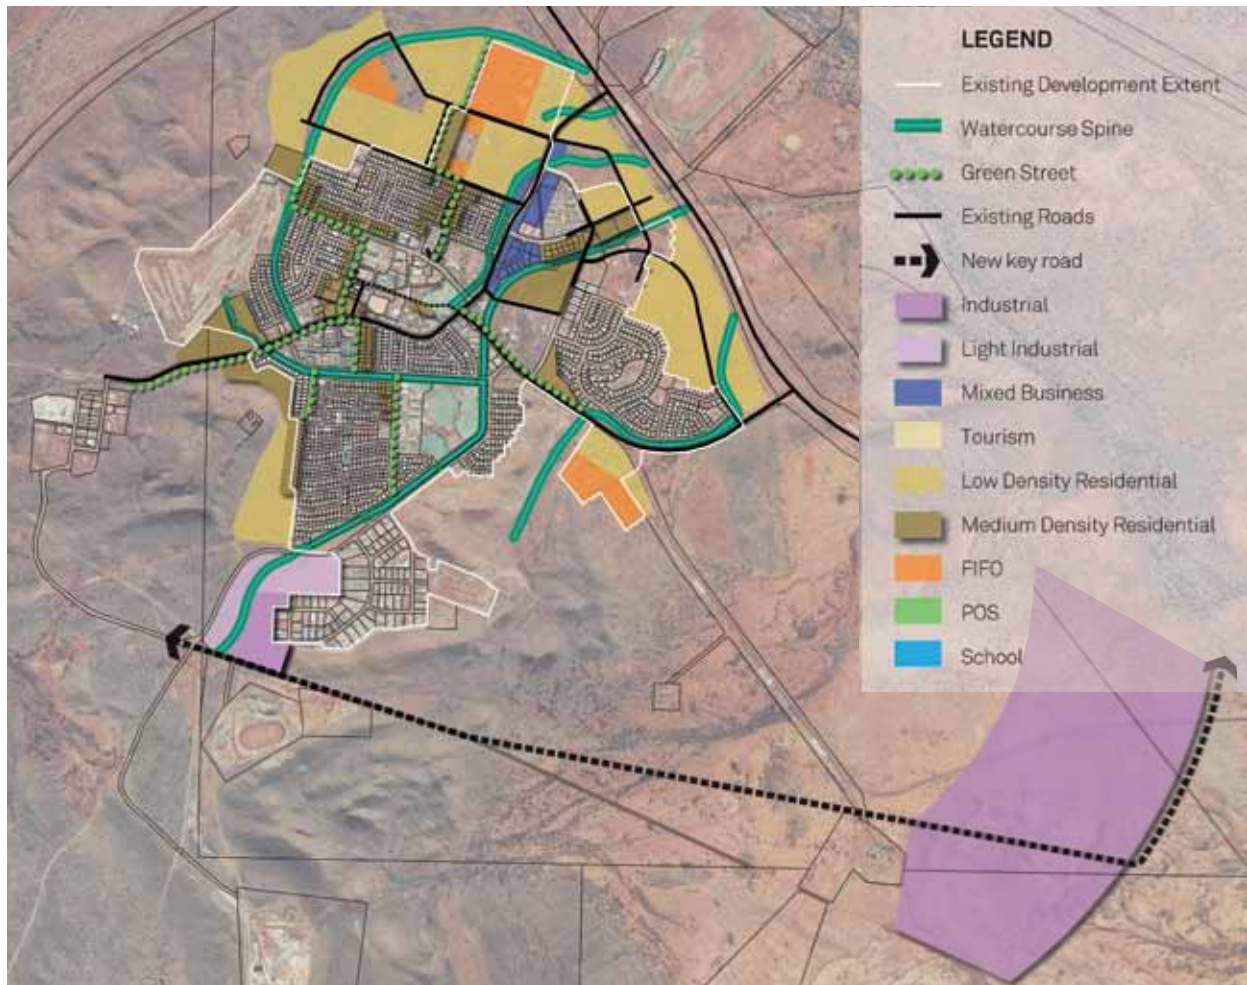 LEGEND
Existing Development Extent
Watercourse Spine
Green Street
Existing Roads
New key road
Industrial
Light Industrial
Mixed Business
Tourism
Low Density Residential
Medium Density Residential
FIFO
POS
School